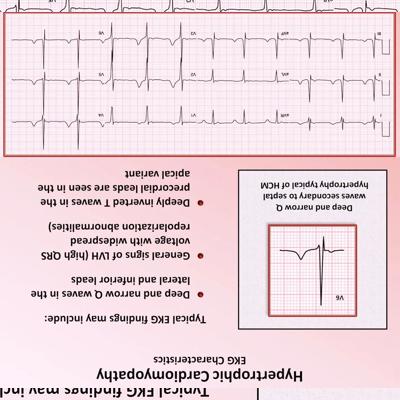 Typical EKG findings may incl
Hypertrophic Cardiomyopathy
EKG Characteristics
V6
Deep and narrow Q
waves secondary to septal
hypertrophy typical of HCM
Typical EKG findings may include:
Deep and narrow Q waves in the
lateral and inferior leads
General signs of LVH (high QRS
voltage with widespread
repolarization abnormalities)
Deeply inverted T waves in the
precordial leads are seen in the
apical variant
I aVR V1 V4
II aVL V2 V5
III aVF V3 V6